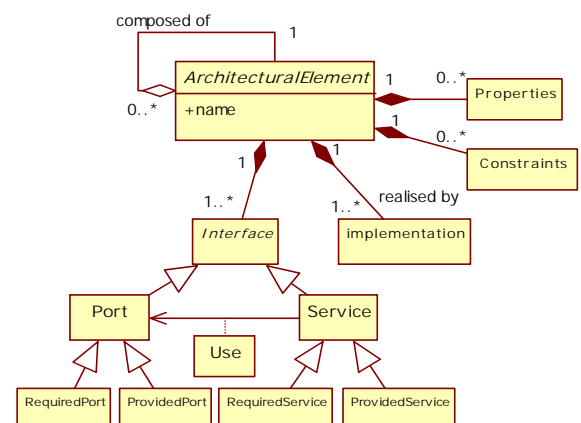 composed of
1
ArchitecturalElement
1
0..*
Properties
0..*
+name
1
0..*
Constraints
1
1
1..*
realised by
1..*
Interface
implementation
Port
Service
Use
RequiredPort
ProvidedPort
RequiredService
ProvidedService